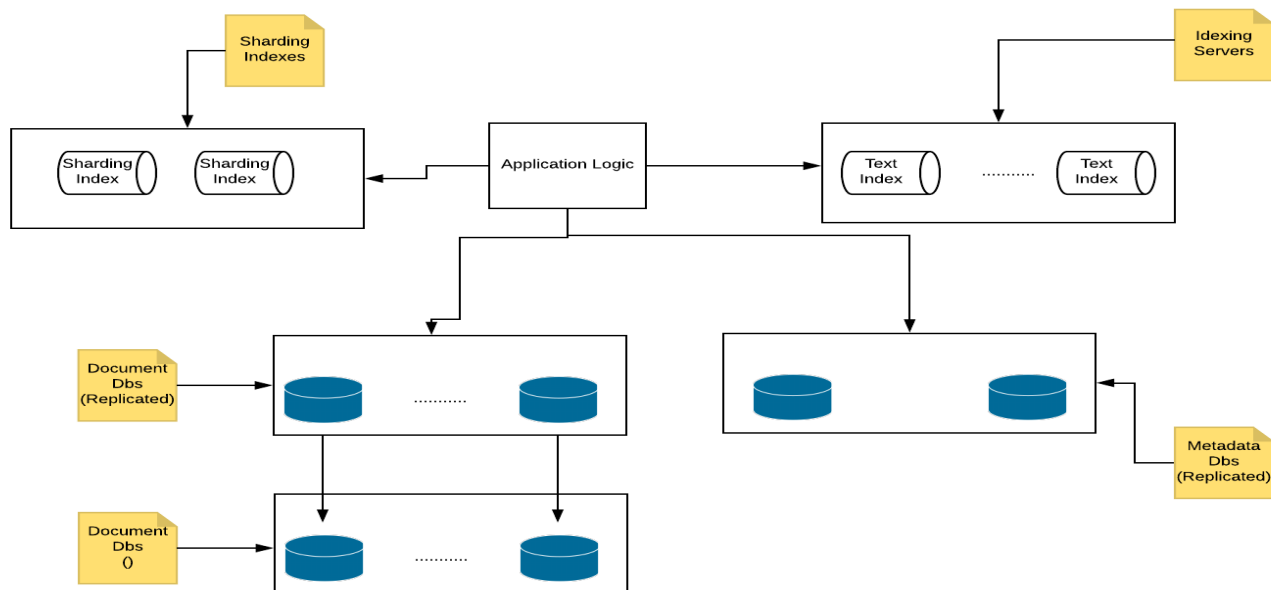 Sharding
Indexes
Idexing
Servers
Sharding
Index
Sharding
Index
Application Logic
Text
Index
...........
Text
Index
Document
Dbs
(Replicated)
...........
Metadata
Dbs
(Replicated)
Document
Dbs
()
...........